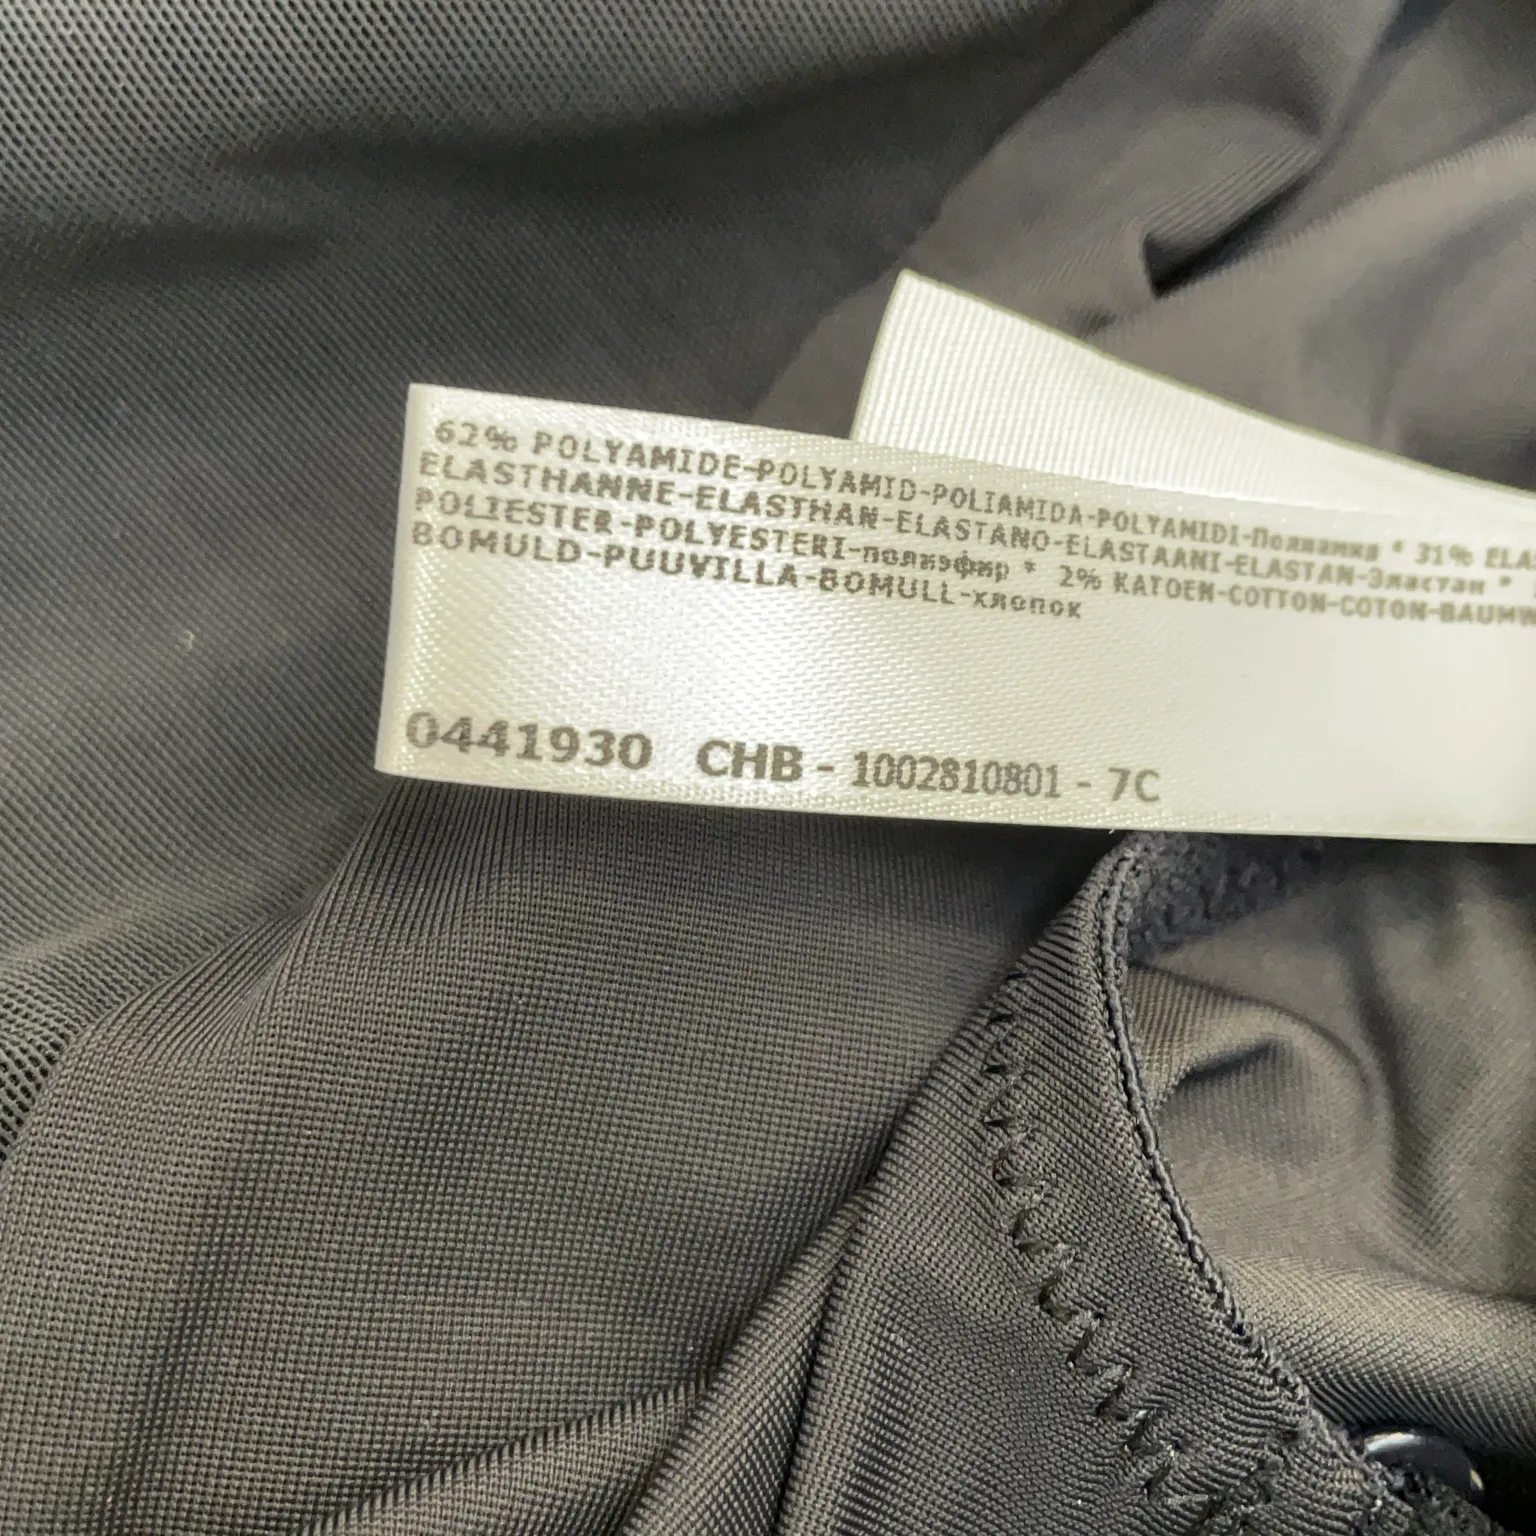 62% POLYAMIDE-POLYAMID-POLIAMIDA-POLYAMIDI-Полиамид * 31% ELAS
ELASTHANNE-ELASTHAN-ELASTANO-ELASTAANI-ELASTAN-Эластан *
POLIESTER-POLYESTERI-полиэфир * 2% KATOEN-COTTON-COTON-BAUMW
BOMULD-PUUVILLA-BOMULL-хлопок
0441930 CHB - 1002810801 - 7C